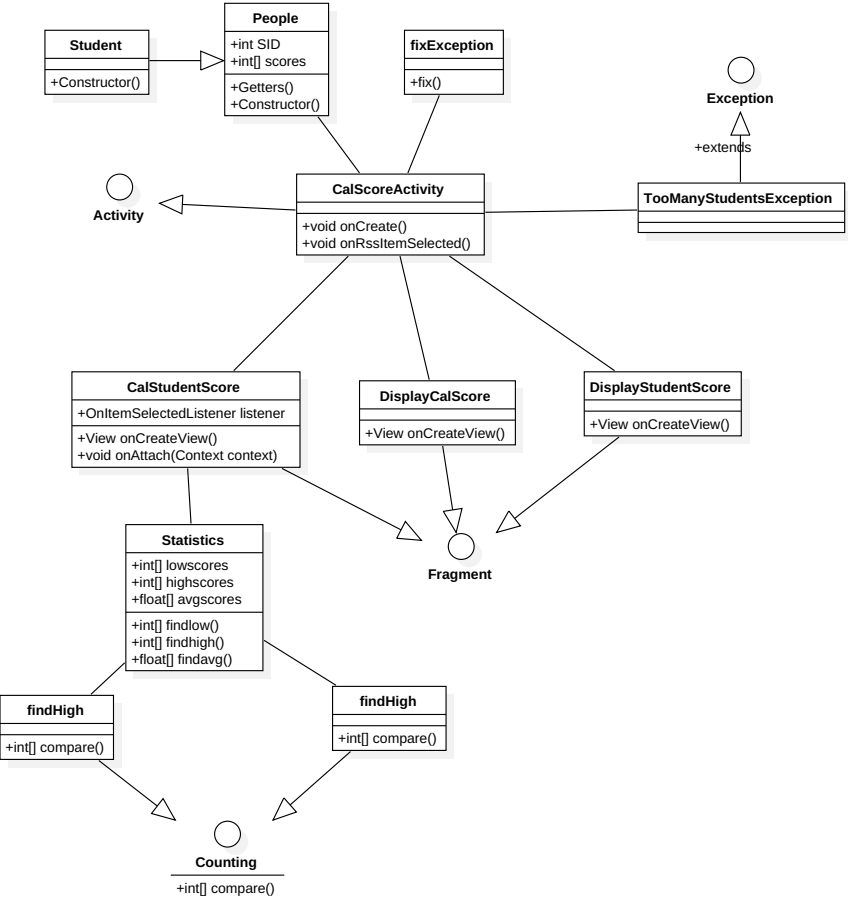 People
+int SID
+int[] scores
+Getters()
+Constructor()
Student
+Constructor()
fixException
+fix()
Exception
+extends
TooManyStudentsException
Activity
CalScoreActivity
+void onCreate()
+void onRssItemSelected()
CalStudentScore
+OnItemSelectedListener listener
+View onCreateView()
+void onAttach(Context context)
DisplayCalScore
+View onCreateView()
DisplayStudentScore
+View onCreateView()
Fragment
Statistics
+int[] lowscores
+int[] highscores
+float[] avgscores
+int[] findlow()
+int[] findhigh()
+float[] findavg()
findHigh
+int[] compare()
findHigh
+int[] compare()
Counting
+int[] compare()